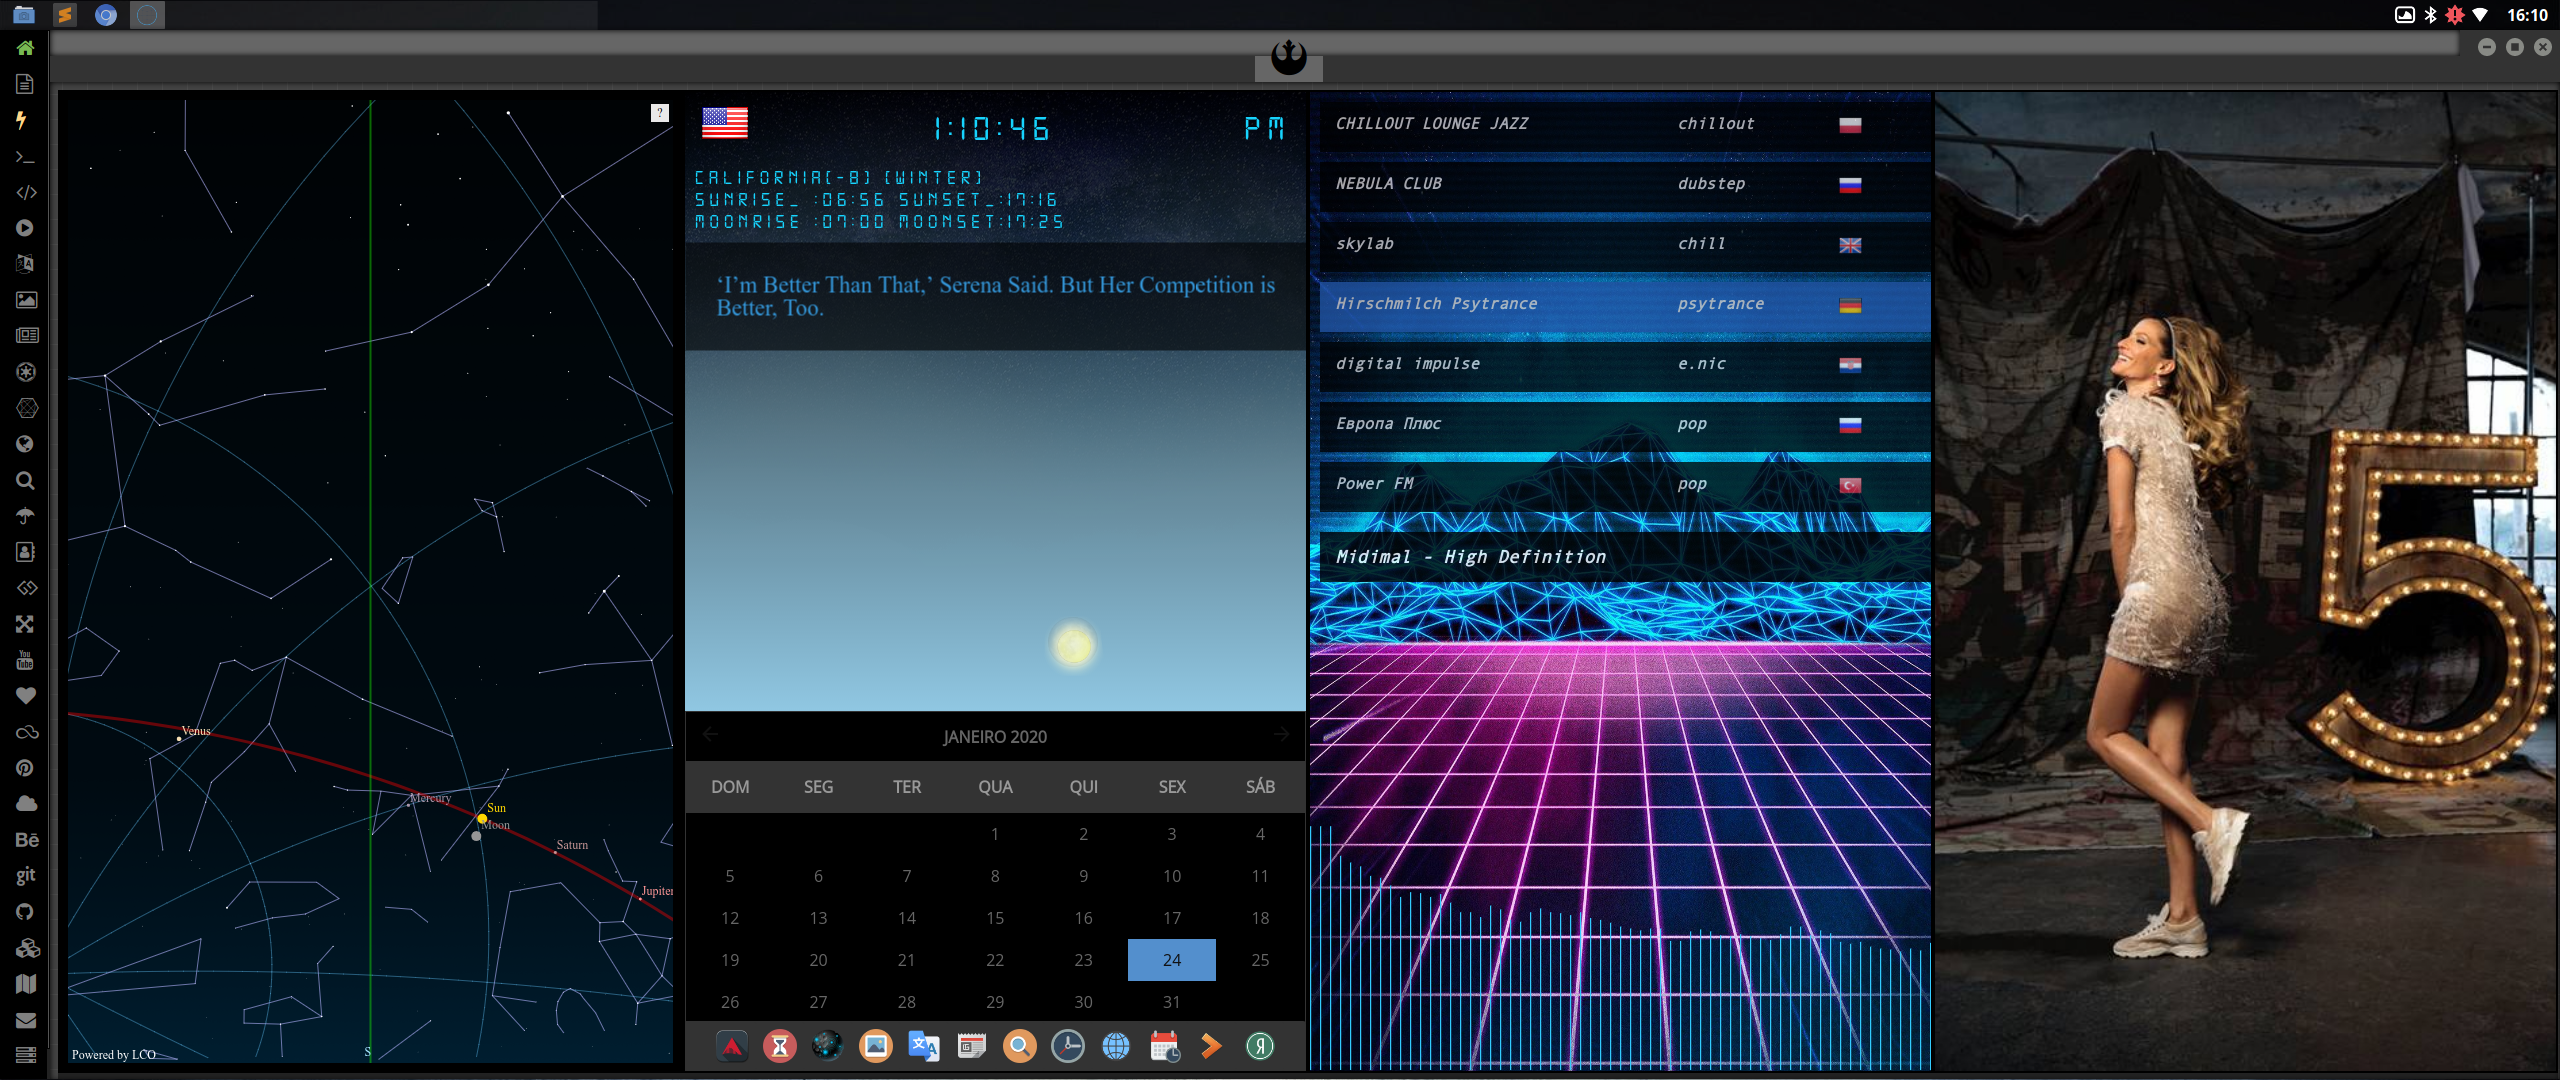 16:10
You
Tube
Bē
git
?
Venus
Mercury
Sun
Moon
Saturn
Jupiter
Powered by LCO
S
1:10:46 PM
CALIFORNIA[-8] [WINTER]
SUNRISE_ :06:56 SUNSET_:17:16
MOONRISE :07:00 MOONSET:17:25
‘I’m Better Than That,’ Serena Said. But Her Competition is
Better, Too.
JANEIRO 2020
DOM SEG TER QUA QUI SEX SÁB
1 2 3 4
5 6 7 8 9 10 11
12 13 14 15 16 17 18
19 20 21 22 23 24 25
26 27 28 29 30 31
CHILLOUT LOUNGE JAZZ chillout
NEBULA CLUB dubstep
skylab chill
Hirschmilch Psytrance psytrance
digital impulse e.nic
Европа Плюс pop
Power FM pop
Midimal - High Definition
5